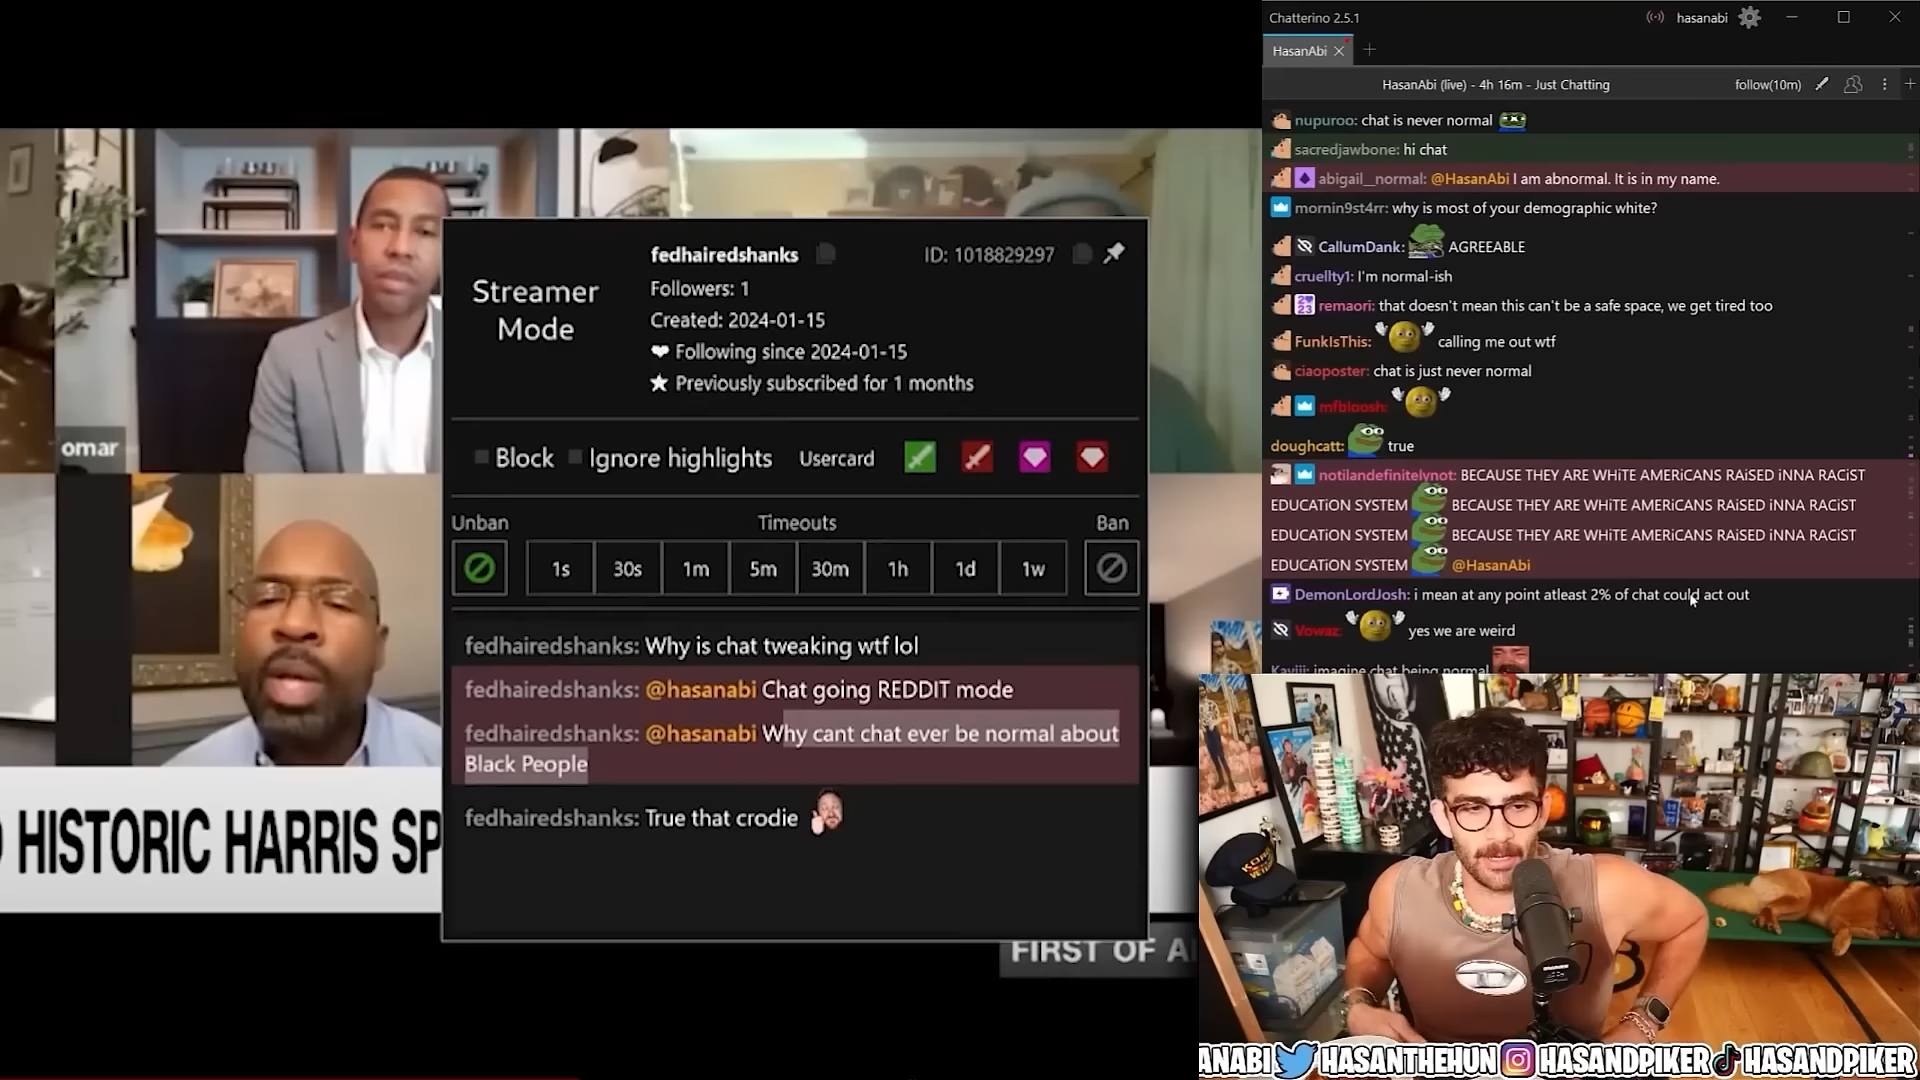 Chatterino 2.5.1
hasanabi
HasanAbi
HasanAbi (live) - 4h 16m - Just Chatting
follow(10m)
nupuroo: chat is never normal
sacredjawbone: hi chat
abigail__normal: @HasanAbi I am abnormal. It is in my name.
mornin9st4rr: why is most of your demographic white?
CallumDank: AGREEABLE
cruellty1: I'm normal-ish
remaori: that doesn't mean this can't be a safe space, we get tired too
FunkIsThis: calling me out wtf
ciaoposter: chat is just never normal
mfbloosh:
doughcatt: true
notilandefinitelynot: BECAUSE THEY ARE WHiTE AMERiCANS RAiSED iNNA RACiST
EDUCATiON SYSTEM BECAUSE THEY ARE WHiTE AMERiCANS RAiSED iNNA RACiST
EDUCATiON SYSTEM BECAUSE THEY ARE WHiTE AMERiCANS RAiSED iNNA RACiST
EDUCATiON SYSTEM @HasanAbi
DemonLordJosh: i mean at any point atleast 2% of chat could act out
Vowaz: yes we are weird
Kaviii: imagine chat being normal
omar
HISTORIC HARRIS SP
FIRST OF A
Streamer
Mode
fedhairedshanks
ID: 1018829297
Followers: 1
Created: 2024-01-15
Following since 2024-01-15
Previously subscribed for 1 months
Block
Ignore highlights
Usercard
Unban
Timeouts
Ban
1s 30s 1m 5m 30m 1h 1d 1w
fedhairedshanks: Why is chat tweaking wtf lol
fedhairedshanks: @hasanabi Chat going REDDIT mode
fedhairedshanks: @hasanabi Why cant chat ever be normal about
Black People
fedhairedshanks: True that crodie
ANABI HASANTHEHUN HASANDPIKER HASANDPIKER